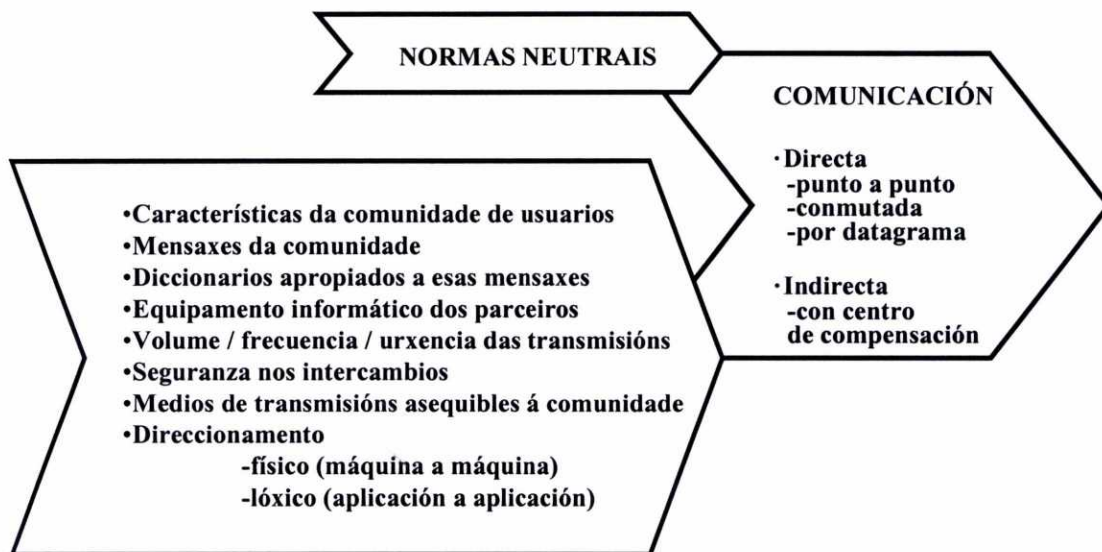 NORMAS NEUTRAIS
COMUNICACIÓN
·Directa
-punto a punto
-conmutada
-por datagrama
·Indirecta
-con centro
de compensación
•Características da comunidade de usuarios
•Mensaxes da comunidade
•Diccionarios apropiados a esas mensaxes
•Equipamento informático dos parceiros
•Volume / frecuencia / urxencia das transmisións
•Seguranza nos intercambios
•Medios de transmisións asequibles á comunidade
•Direccionamento
-físico (máquina a máquina)
-lóxico (aplicación a aplicación)